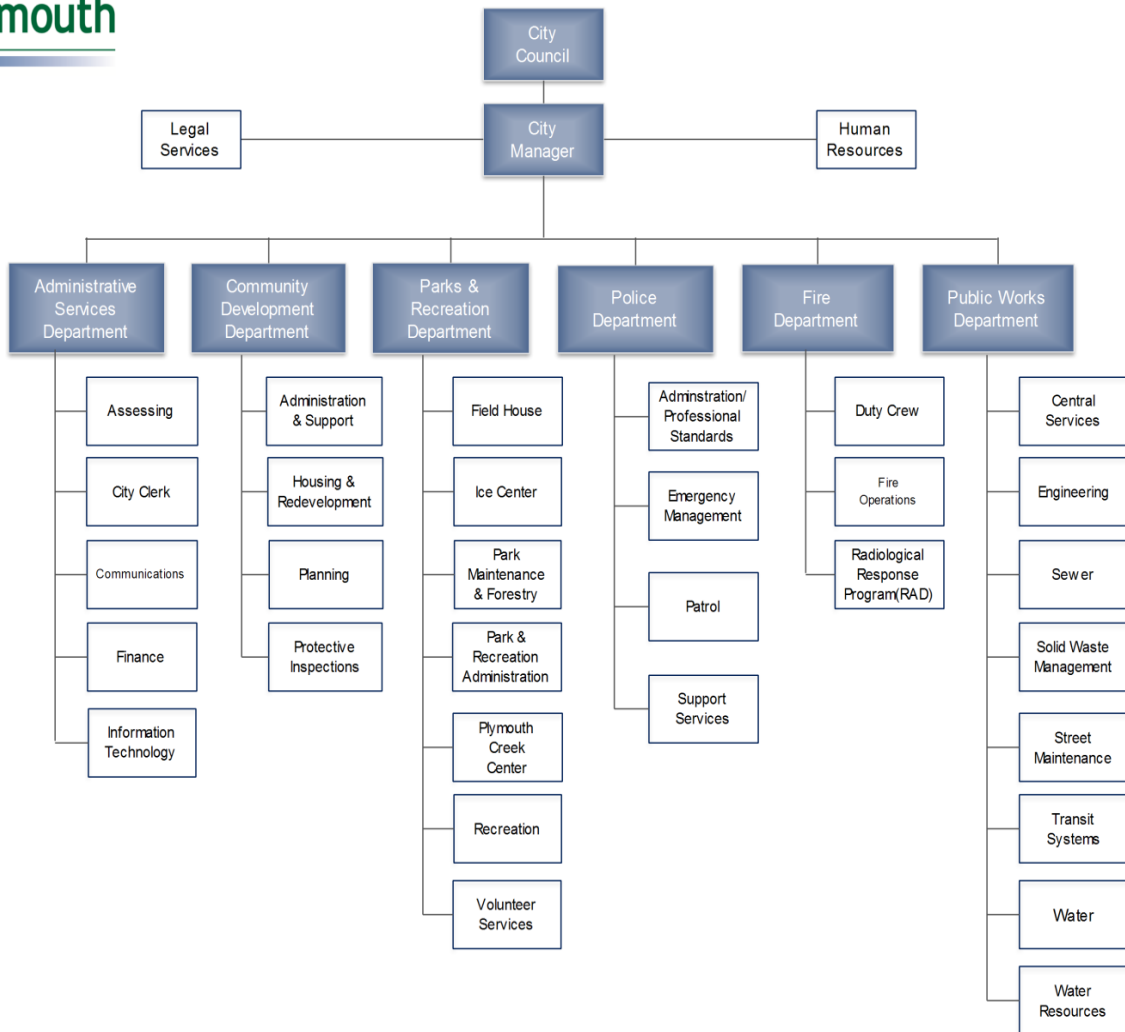 mouth
City
Council
City
Manager
Legal
Services
Human
Resources
Administrative
Services
Department
Community
Development
Department
Parks &
Recreation
Department
Police
Department
Fire
Department
Public Works
Department
Assessing
City Clerk
Communications
Finance
Information
Technology
Administration
& Support
Housing &
Redevelopment
Planning
Protective
Inspections
Field House
Ice Center
Park
Maintenance
& Forestry
Park &
Recreation
Administration
Plymouth
Creek
Center
Recreation
Volunteer
Services
Adminstration/
Professional
Standards
Emergency
Management
Patrol
Support
Services
Duty Crew
Fire
Operations
Radiological
Response
Program(RAD)
Central
Services
Engineering
Sewer
Solid Waste
Management
Street
Maintenance
Transit
Systems
Water
Water
Resources